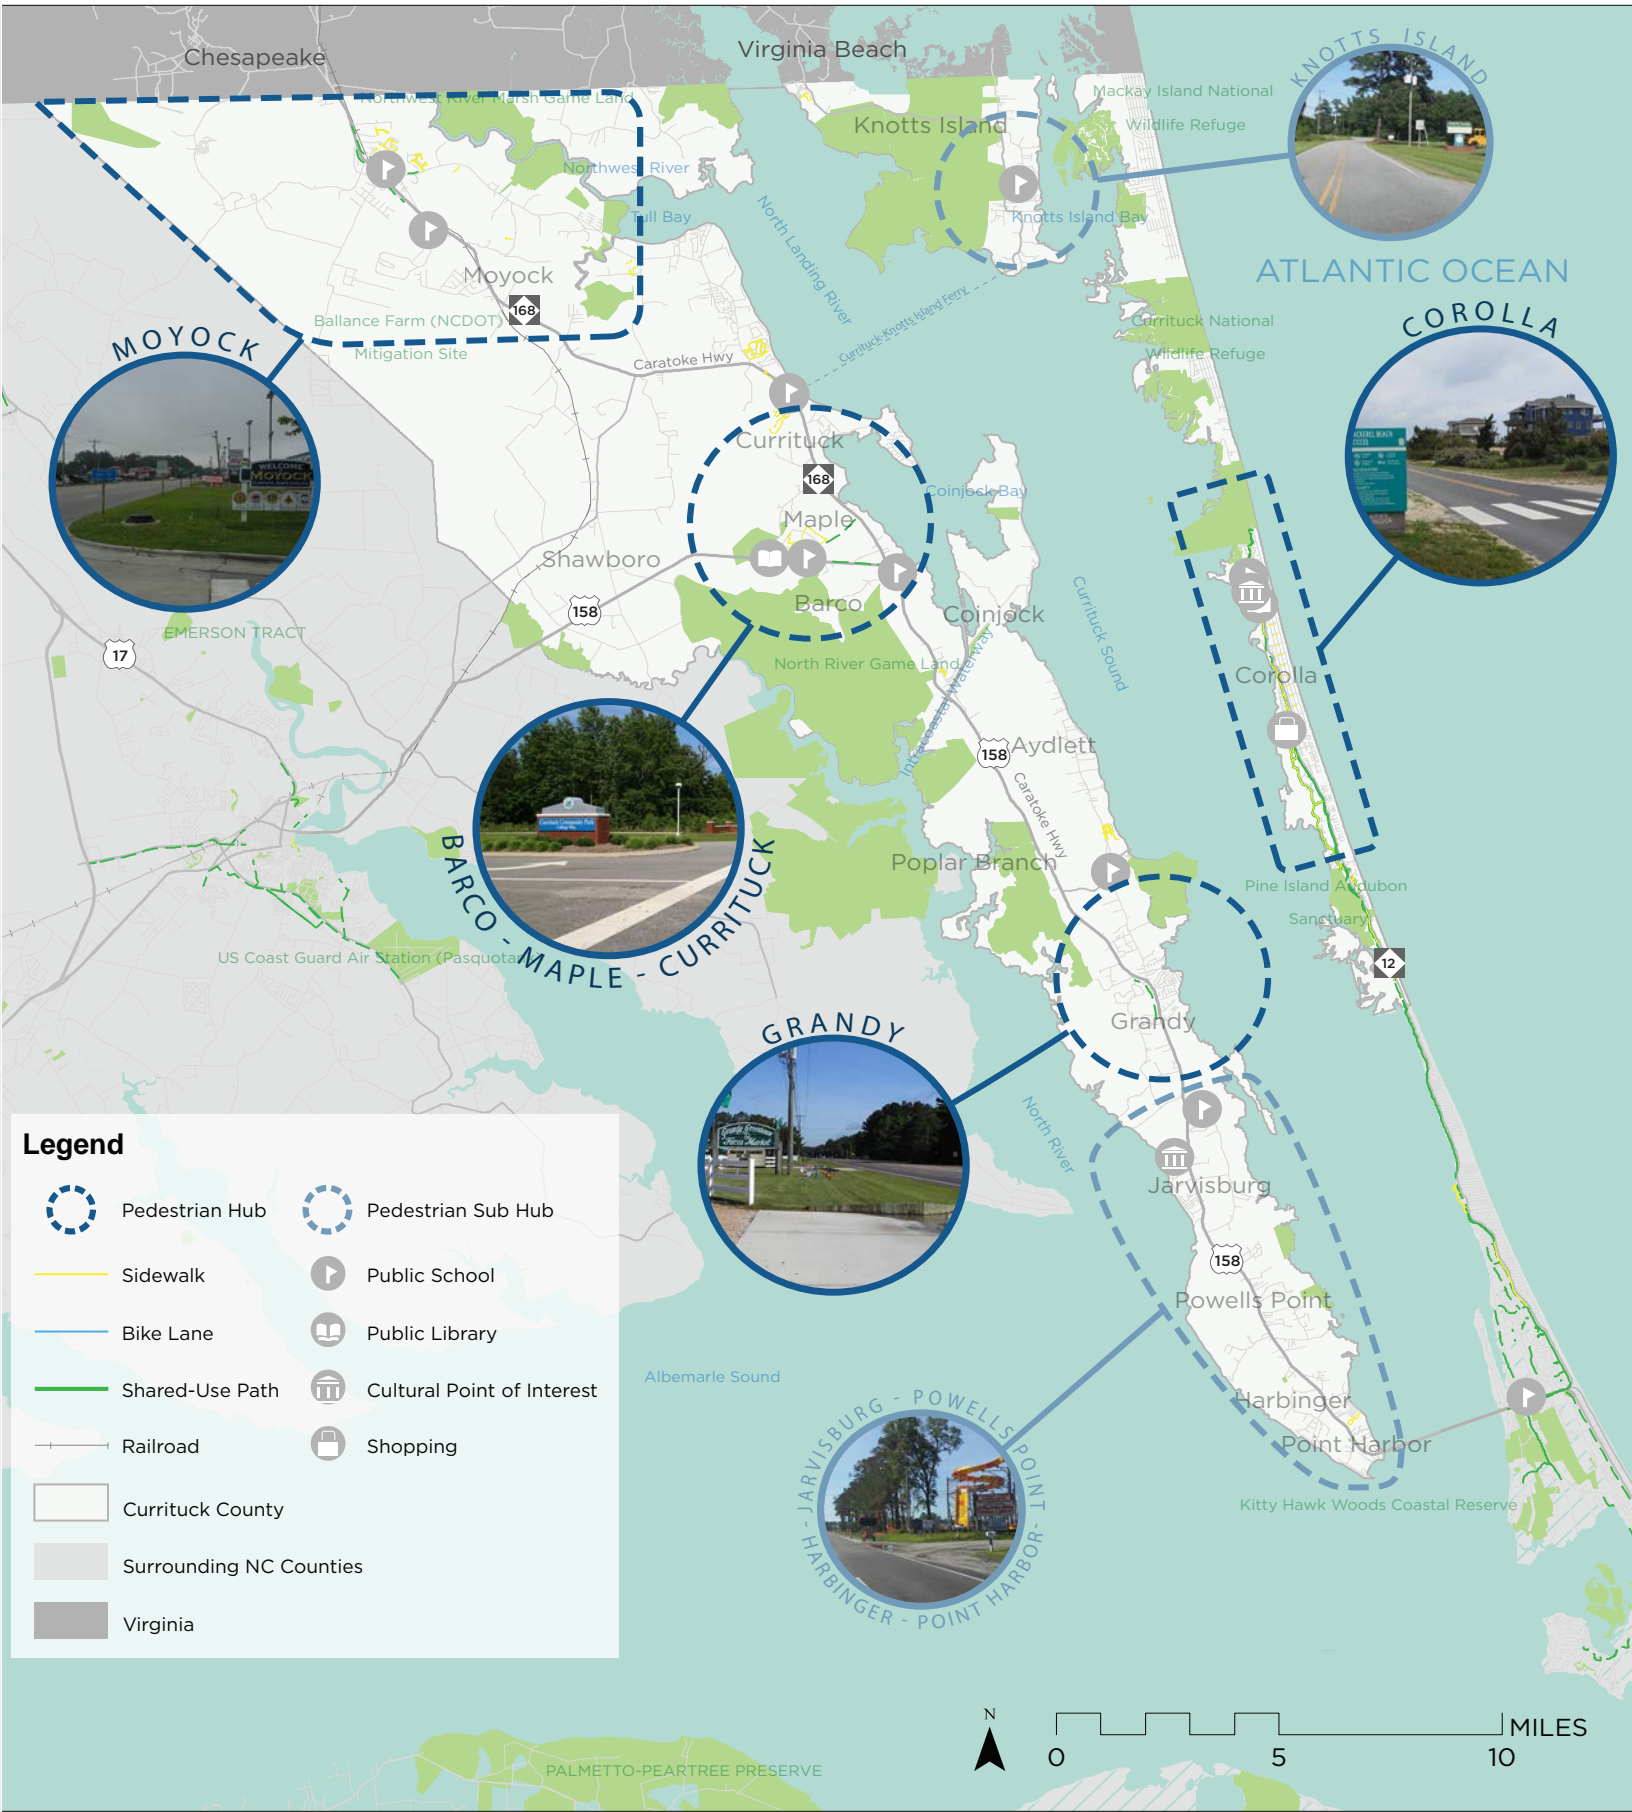 Chesapeake
Virginia Beach
KNOTTS ISLAND
Northwest River Marsh Game Land
Mackay Island National
Wildlife Refuge
Knotts Island
Northwest River
Tull Bay
North Landing River
Knotts Island Bay
ATLANTIC OCEAN
Moyock
168
Ballance Farm (NCDOT)
Mitigation Site
Currituck-Knotts Island Ferry
Currituck National
Wildlife Refuge
COROLLA
MOYOCK
Caratoke Hwy
WELCOME
MOYOCK
Currituck
168
Coinjock Bay
Maple
Shawboro
158
Barco
Coinjock
Currituck Sound
EMERSON TRACT
17
North River Game Land
Intracoastal Waterway
Corolla
158
Aydlett
Caratoke Hwy
Currituck Community Park
BARCO - MAPLE - CURRITUCK
Poplar Branch
Pine Island Audubon
Sanctuary
US Coast Guard Air Station (Pasquotan
12
GRANDY
Grandy
North River
Jarvisburg
158
Powells Point
Harbinger
Point Harbor
Albemarle Sound
JARVISBURG - POWELLS POINT
- HARBINGER - POINT HARBOR -
Kitty Hawk Woods Coastal Reserve
Legend
Pedestrian Hub
Pedestrian Sub Hub
Sidewalk
Public School
Bike Lane
Public Library
Shared-Use Path
Cultural Point of Interest
Railroad
Shopping
Currituck County
Surrounding NC Counties
Virginia
PALMETTO-PEARTREE PRESERVE
N
MILES
0 5 10